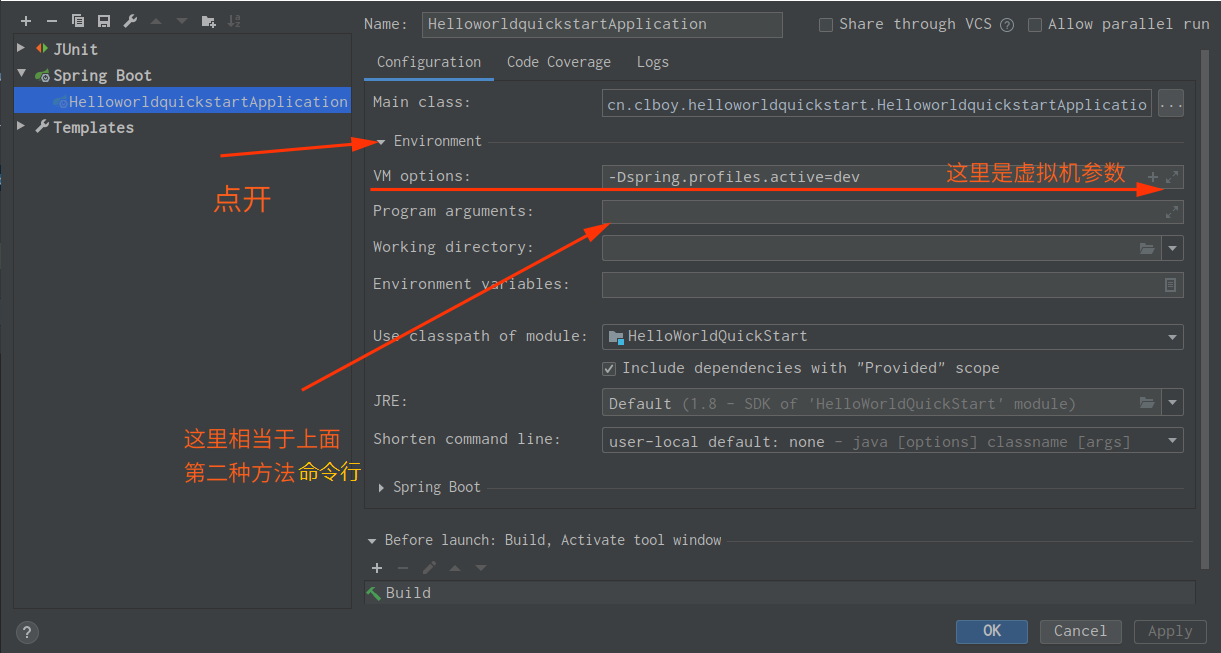 Name: HelloworldquickstartApplication Share through VCS ? Allow parallel run
JUnit
Spring Boot
HelloworldquickstartApplication
Templates
Configuration Code Coverage Logs
Main class: cn.clboy.helloworldquickstart.HelloworldquickstartApplicatio ...
Environment
点开
VM options: -Dspring.profiles.active=dev 这里是虚拟机参数
Program arguments:
Working directory:
Environment variables:
Use classpath of module: HelloWorldQuickStart
Include dependencies with "Provided" scope
JRE: Default (1.8 - SDK of 'HelloWorldQuickStart' module)
Shorten command line: user-local default: none - java [options] classname [args]
这里相当于上面
第二种方法命令行
Spring Boot
Before launch: Build, Activate tool window
Build
? OK Cancel Apply